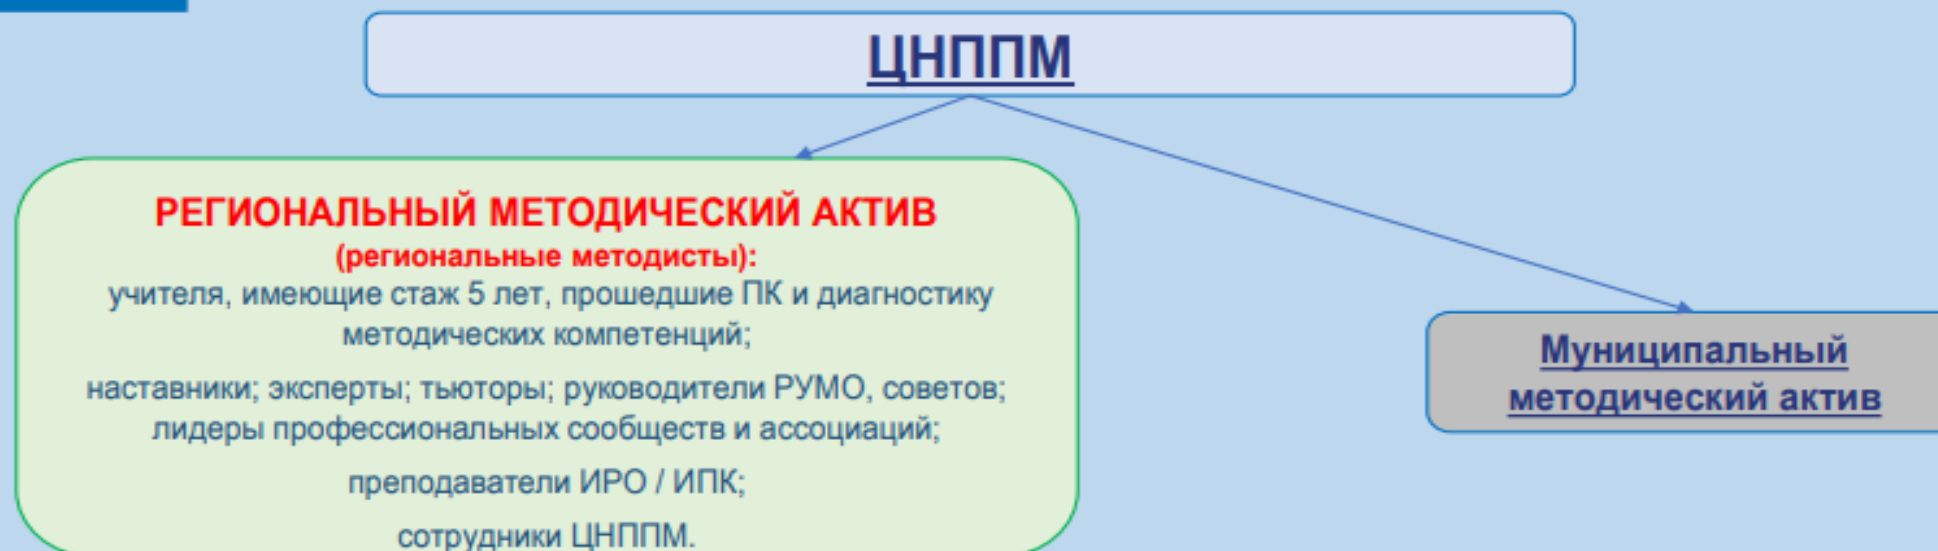 ЦНППМ
РЕГИОНАЛЬНЫЙ МЕТОДИЧЕСКИЙ АКТИВ
(региональные методисты):
учителя, имеющие стаж 5 лет, прошедшие ПК и диагностику
методических компетенций;
наставники; эксперты; тьюторы; руководители РУМО, советов;
лидеры профессиональных сообществ и ассоциаций;
преподаватели ИРО / ИПК;
сотрудники ЦНППМ.
Муниципальный
методический актив